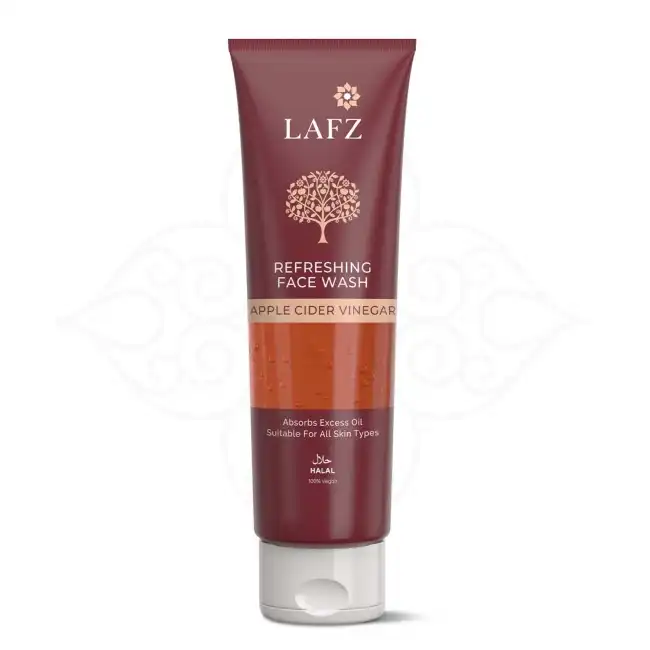 LAFZ
REFRESHING
FACE WASH
APPLE CIDER VINEGAR
Absorbs Excess Oil
Suitable For All Skin Types
حلال
HALAL
100% vegan